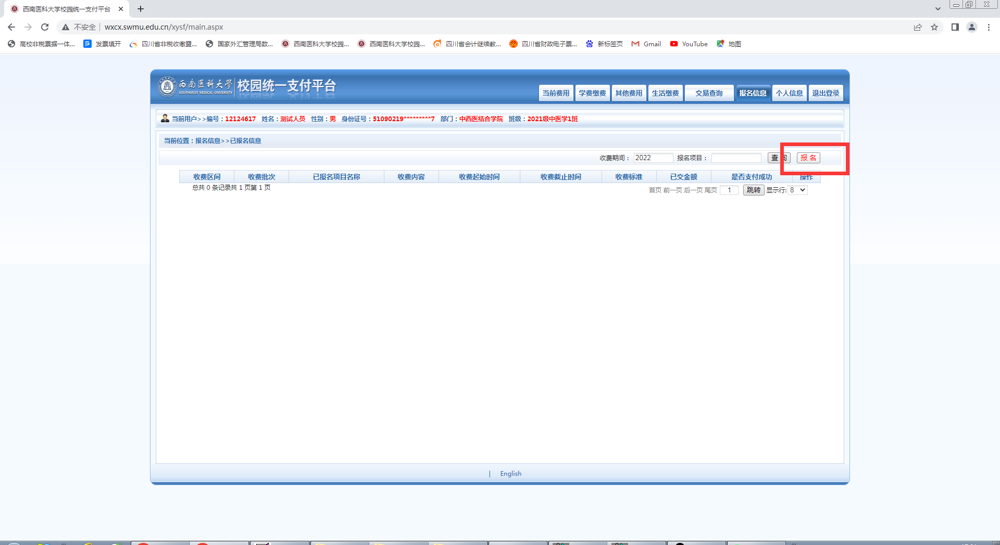 西南医科大学校园统一支付平台
不安全 wxcx.swmu.edu.cn/xysf/main.aspx
高校非税票据一体... 发票填开 四川省非税收缴暨... 国家外汇管理局数... 西南医科大学校园... 西南医科大学校园... 四川省会计继续教... 四川省财政电子票... 新标签页 Gmail YouTube 地图
西南医科大学 SOUTHWEST MEDICAL UNIVERSITY 校园统一支付平台
当前费用 学费缴费 其他费用 生活缴费 交易查询 报名信息 个人信息 退出登录
当前用户>>编号：12124617 姓名：测试人员 性别：男 身份证号：51090219*********7 部门：中西医结合学院 班级：2021级中医学1班
当前位置：报名信息>>已报名信息
收费期间： 2022 报名项目： 查 询 报 名
收费区间 收费批次 已报名项目名称 收费内容 收费起始时间 收费截止时间 收费标准 已交金额 是否支付成功 操作
总共 0 条记录共 1 页第 1 页
首页 前一页 后一页 尾页 1 跳转 显示行: 8
| English